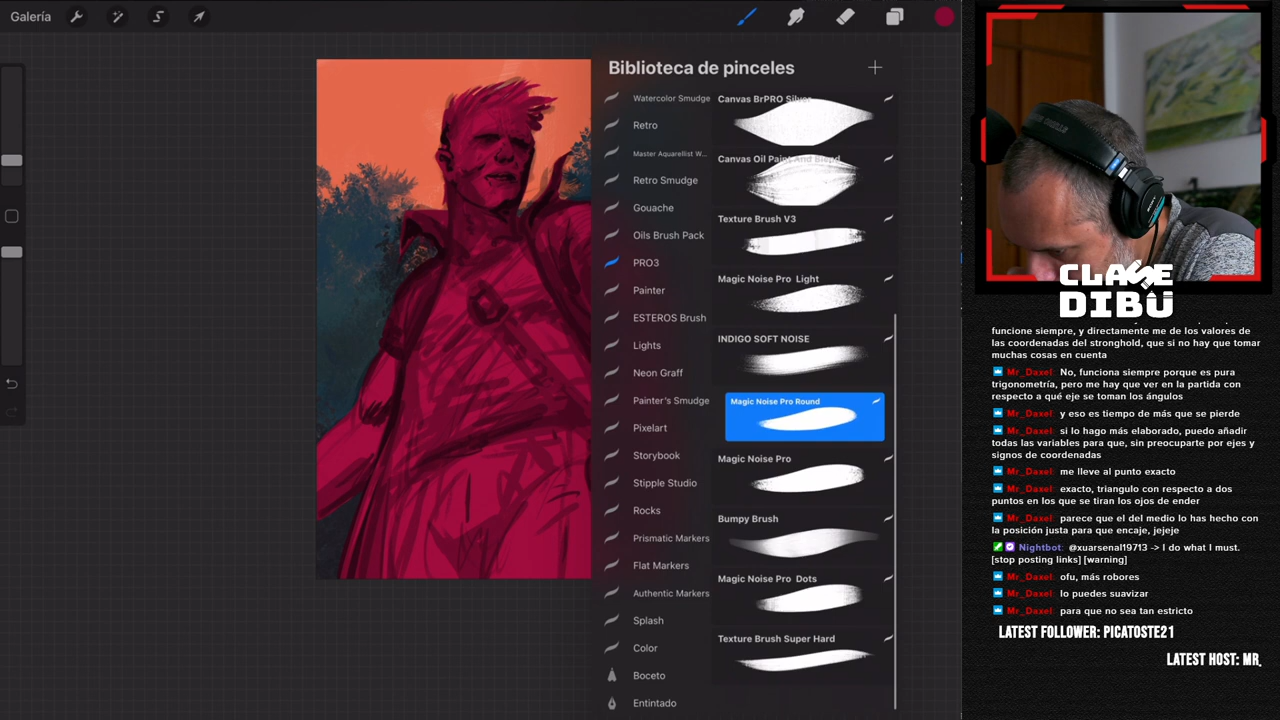 Galería
Biblioteca de pinceles
Watercolor Smudge
Retro
Master Aquarellist W...
Retro Smudge
Gouache
Oils Brush Pack
PRO3
Painter
ESTEROS Brush
Lights
Neon Graff
Painter's Smudge
Pixelart
Storybook
Stipple Studio
Rocks
Prismatic Markers
Flat Markers
Authentic Markers
Splash
Color
Boceto
Entintado
Canvas BrPRO Silver
Canvas Oil Paint And Blend
Texture Brush V3
Magic Noise Pro Light
INDIGO SOFT NOISE
Magic Noise Pro Round
Magic Noise Pro
Bumpy Brush
Magic Noise Pro Dots
Texture Brush Super Hard
CLASE
DIBU
funcione siempre, y directamente me de los valores de
las coordenadas del stronghold, que si no hay que tomar
muchas cosas en cuenta
Mr_Daxel: No, funciona siempre porque es pura
trigonometría, pero me hay que ver en la partida con
respecto a qué eje se toman los ángulos
Mr_Daxel: y eso es tiempo de más que se pierde
Mr_Daxel: si lo hago más elaborado, puedo añadir
todas las variables para que, sin preocuparte por ejes y
signos de coordenadas
Mr_Daxel: me lleve al punto exacto
Mr_Daxel: exacto, triangulo con respecto a dos
puntos en los que se tiran los ojos de ender
Mr_Daxel: parece que el del medio lo has hecho con
la posición justa para que encaje, jejeje
Nightbot: @xuarsenal19713 -> I do what I must.
[stop posting links] [warning]
Mr_Daxel: ofu, más robores
Mr_Daxel: lo puedes suavizar
Mr_Daxel: para que no sea tan estricto
LATEST FOLLOWER: PICATOSTE21
LATEST HOST: MR_